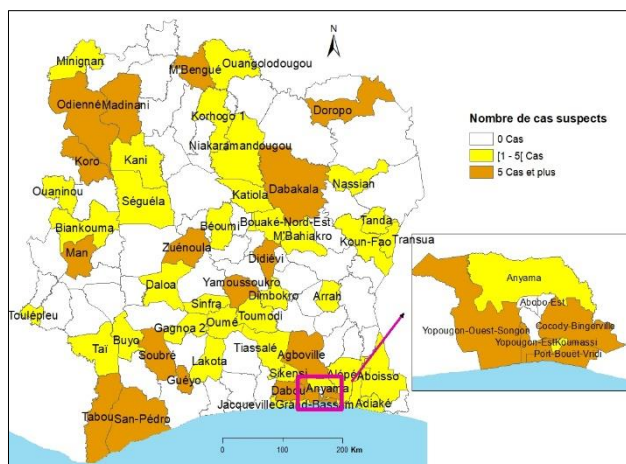 N
Minignan
M'Bengué
Ouangolodougou
Odienné
Madinani
Doropo
Korhogo 1
Koro
Kani
Niakaramandougou
Ouaninou
Séguéla
Katiola
Dabakala
Nassian
Biankouma
Béoumi
Bouaké-Nord-Est
Tanda
M'Bahiakro
Koun-Fao
Transua
Man
Zuénoula
Didiévi
Daloa
Yamoussoukro
Dimbokro
Arrah
Toulépleu
Sinfra
Oumé
Toumodi
Taï
Buyo
Gagnoa 2
Soubré
Lakota
Tiassalé
Agboville
Guéyo
Sikensi
Alépé
Aboisso
Dabou
Anyama
Tabou
San-Pédro
Jacqueville
Grand-Bassam
Adiaké
0
100
200 Km
Nombre de cas suspects
0 Cas
[1 - 5[ Cas
5 Cas et plus
Anyama
Abobo-Est
Yopougon-Ouest-Songon
Cocody-Bingerville
Yopougon-Est
Koumassi
Port-Bouët-Vridi